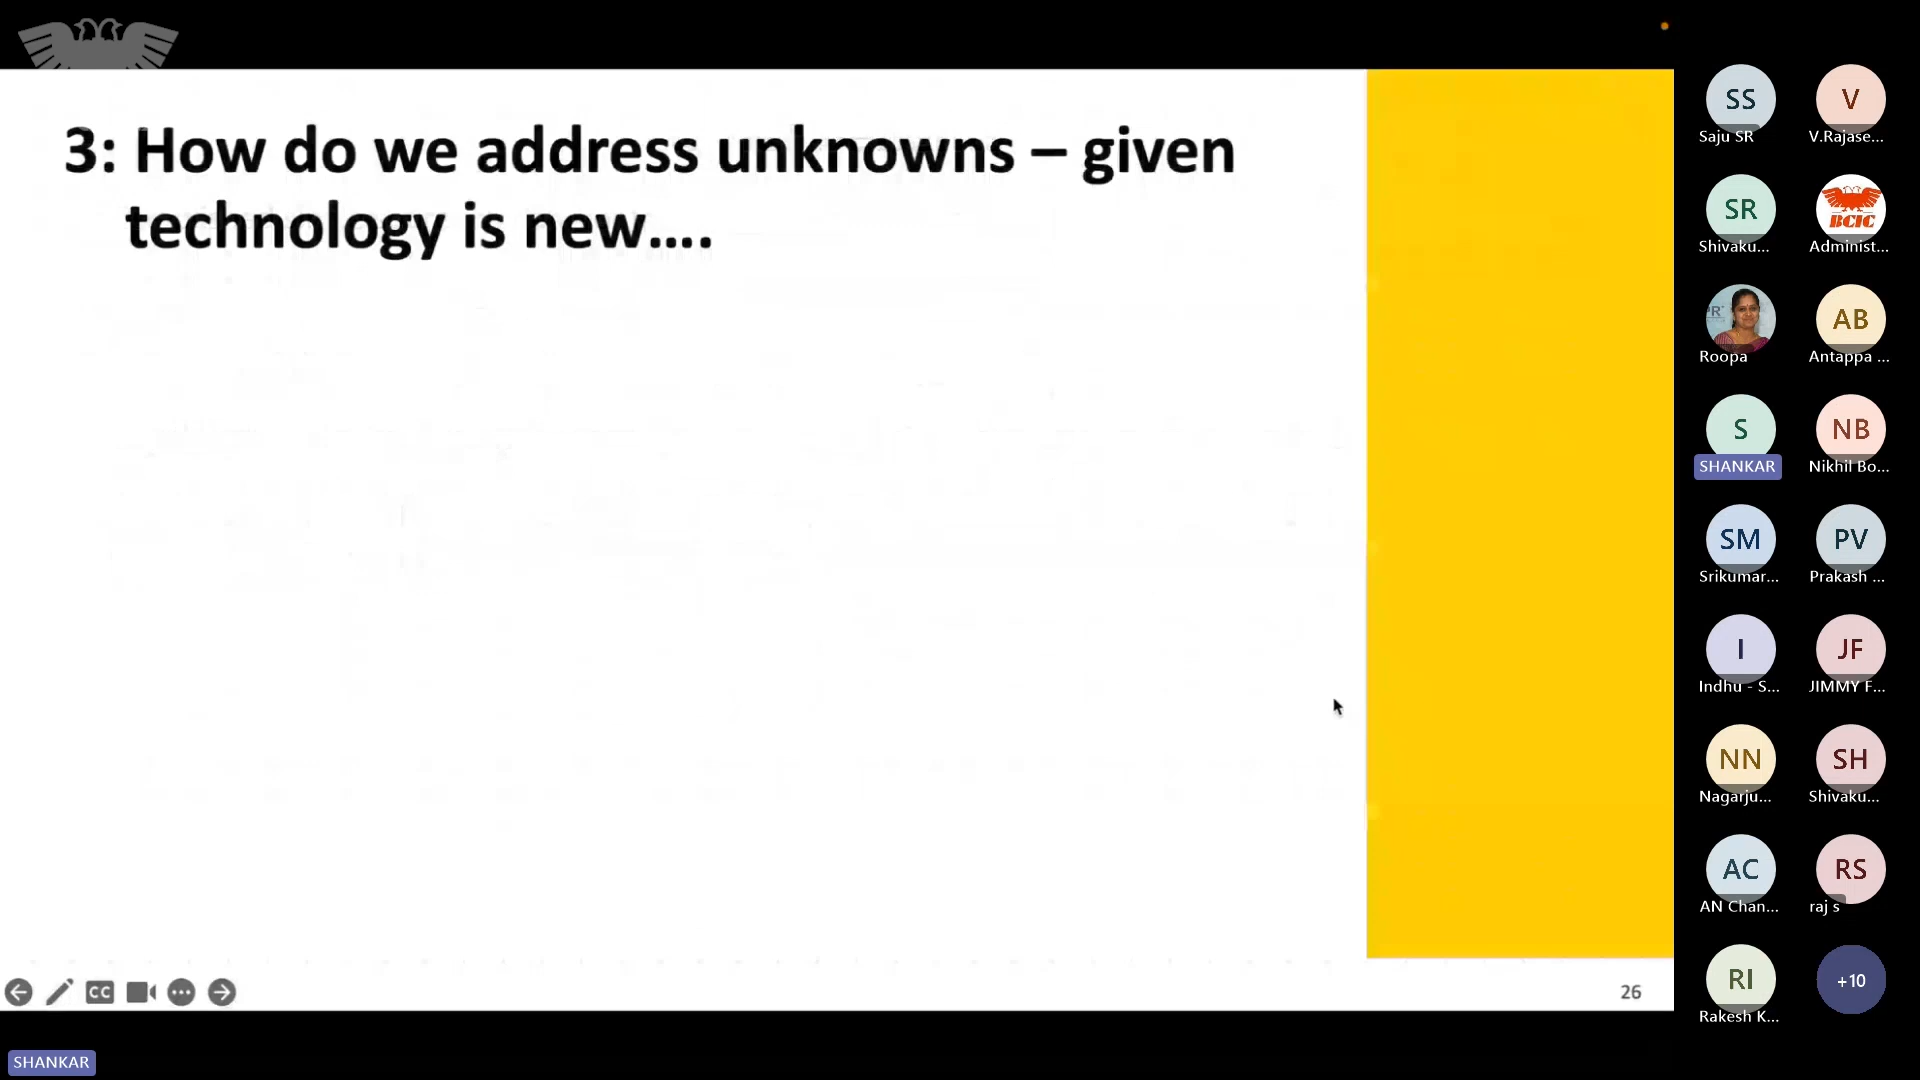 3: How do we address unknowns – given
technology is new....
26
SHANKAR
SS
Saju SR
V
V.Rajase...
SR
Shivaku...
BCIC
Administ...
PR
Roopa
AB
Antappa ...
S
SHANKAR
NB
Nikhil Bo...
SM
Srikumar...
PV
Prakash ...
I
Indhu - S...
JF
JIMMY F...
NN
Nagarju...
SH
Shivaku...
AC
AN Chan...
RS
raj s
RI
Rakesh K...
+10
CC